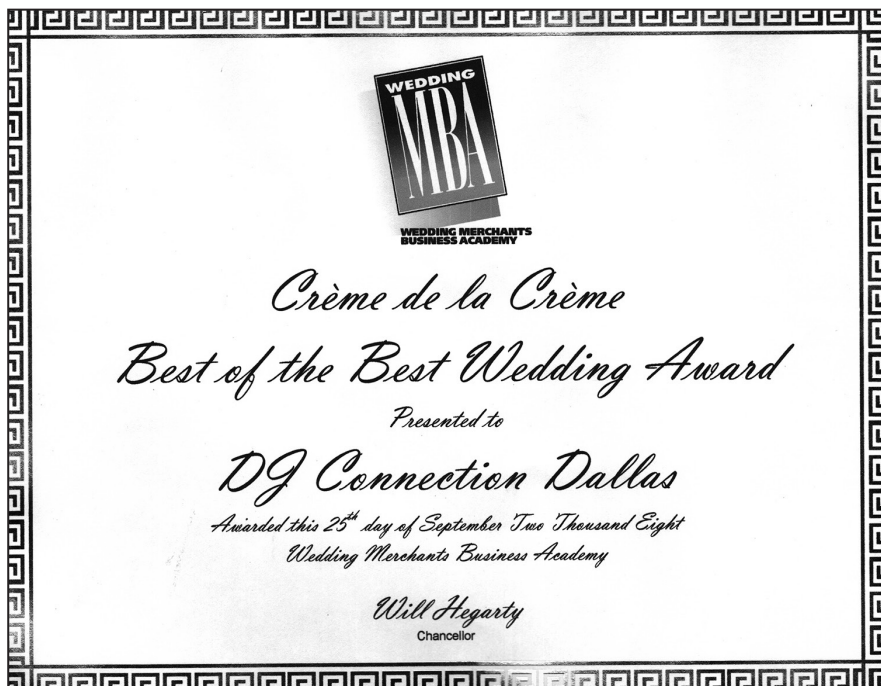 WEDDING
MBA
WEDDING MERCHANTS
BUSINESS ACADEMY
Crème de la Crème
Best of the Best Wedding Award
Presented to
DJ Connection Dallas
Awarded this 25th day of September Two Thousand Eight
Wedding Merchants Business Academy
Will Hegarty
Chancellor